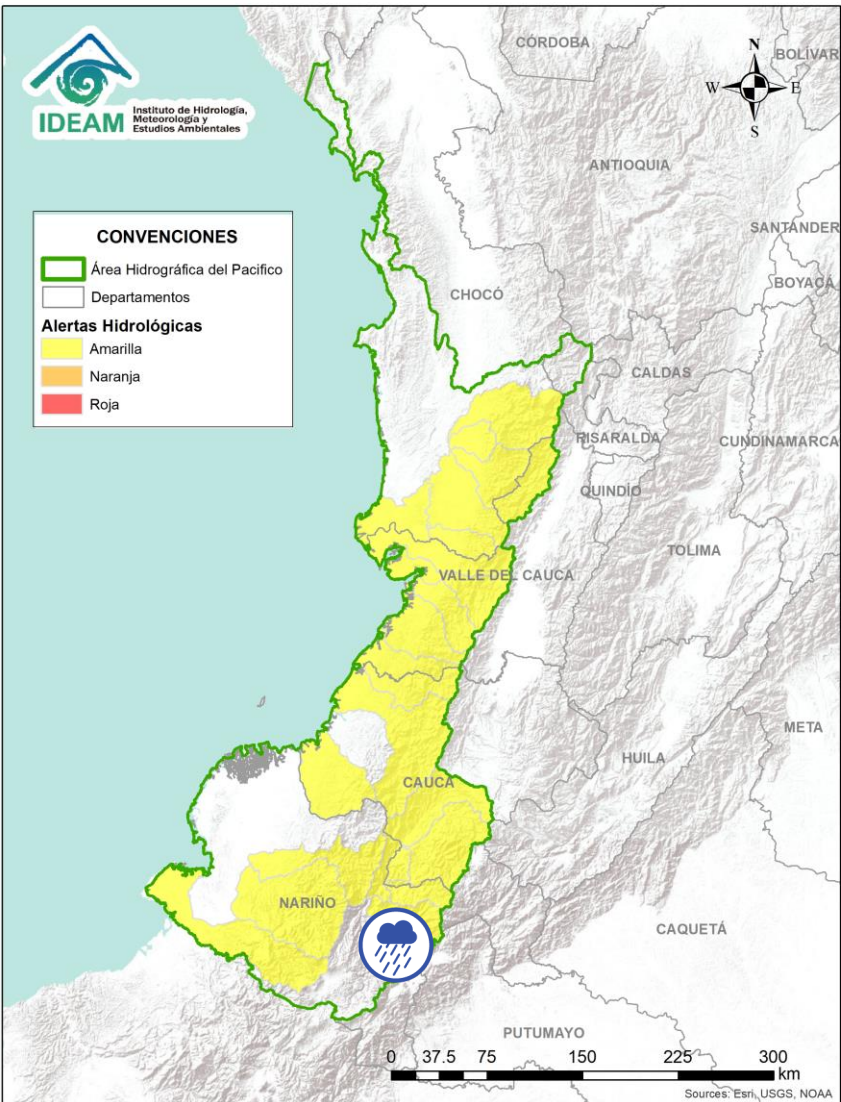 IDEAM
Instituto de Hidrología,
Meteorología y
Estudios Ambientales
CÓRDOBA
BOLÍVAR
N
W
E
S
ANTIOQUIA
SANTANDER
CONVENCIONES
Área Hidrográfica del Pacifico
Departamentos
Alertas Hidrológicas
Amarilla
Naranja
Roja
BOYACÁ
CHOCÓ
CALDAS
RISARALDA
CUNDINAMARCA
QUINDÍO
TOLIMA
VALLE DEL CAUCA
META
HUILA
CAUCA
NARIÑO
CAQUETÁ
PUTUMAYO
0 37.5 75 150 225 300
km
Sources: Esri, USGS, NOAA